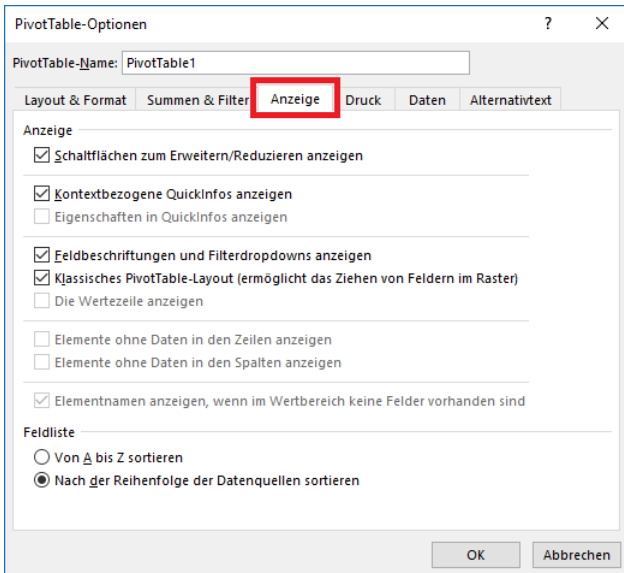 PivotTable-Optionen ?
PivotTable-Name: PivotTable1
Layout & Format Summen & Filter Anzeige Druck Daten Alternativtext
Anzeige
Schaltflächen zum Erweitern/Reduzieren anzeigen
Kontextbezogene QuickInfos anzeigen
Eigenschaften in QuickInfos anzeigen
Feldbeschriftungen und Filterdropdowns anzeigen
Klassisches PivotTable-Layout (ermöglicht das Ziehen von Feldern im Raster)
Die Wertezeile anzeigen
Elemente ohne Daten in den Zeilen anzeigen
Elemente ohne Daten in den Spalten anzeigen
Elementnamen anzeigen, wenn im Wertbereich keine Felder vorhanden sind
Feldliste
Von A bis Z sortieren
Nach der Reihenfolge der Datenquellen sortieren
OK Abbrechen